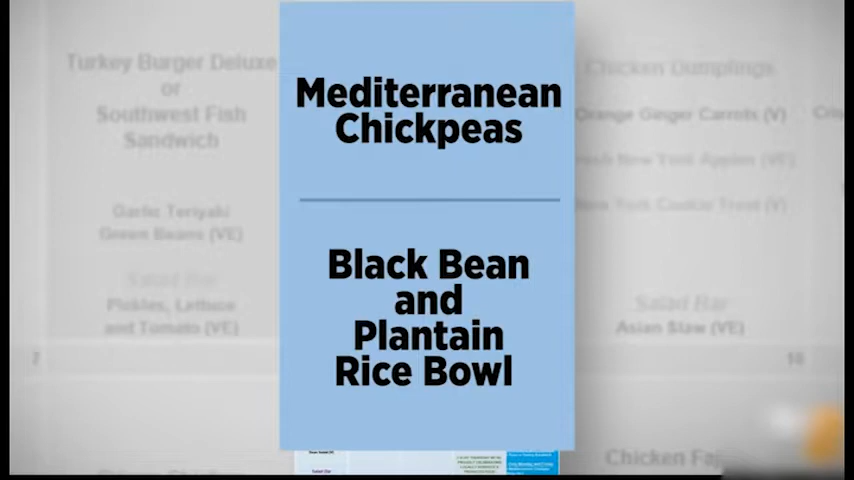 Turkey Burger Deluxe
or
Southwest Fish
Sandwich
Garlic Teriyaki
Green Beans (VE)
Salad Bar
Pickles, Lettuce
and Tomato (VE)
Mediterranean
Chickpeas
Black Bean
and
Plantain
Rice Bowl
Chicken Dumplings
Orange Ginger Carrots (V)
Fresh New York Apples (VE)
New York Cookie Treat (V)
Salad Bar
Asian Slaw (VE)
Chicken